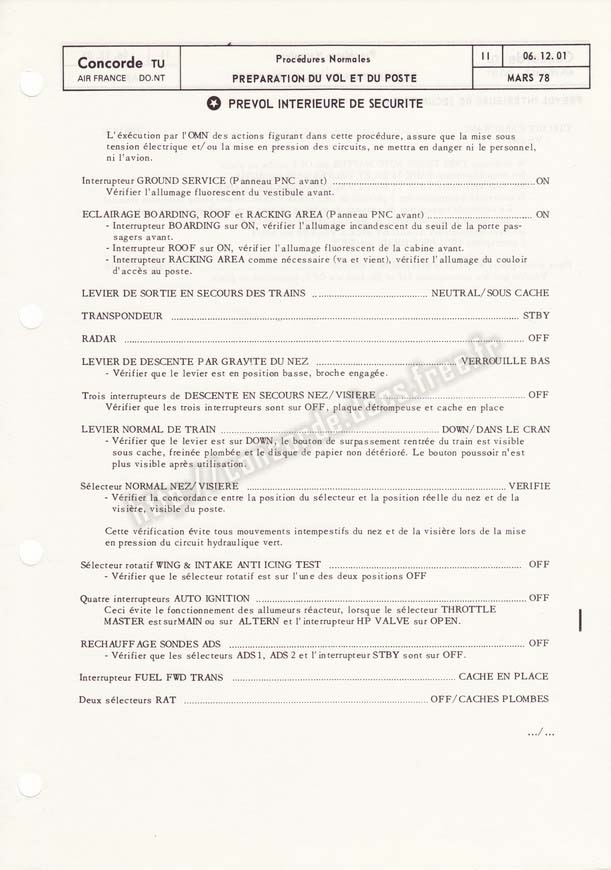 Concorde TU
AIR FRANCE DO.NT
Procédures Normales
PREPARATION DU VOL ET DU POSTE
11
06. 12. 01
MARS 78
PREVOL INTERIEURE DE SECURITE
L'éxécution par l'OMN des actions figurant dans cette procédure, assure que la mise sous
tension électrique et/ou la mise en pression des circuits, ne mettra en danger ni le personnel,
ni l'avion.
Interrupteur GROUND SERVICE (Panneau PNC avant) ........ ON
Vérifier l'allumage fluorescent du vestibule avant.
ECLAIRAGE BOARDING, ROOF et RACKING AREA (Panneau PNC avant) ........ ON
- Interrupteur BOARDING sur ON, vérifier l'allumage incandescent du seuil de la porte pas-
sagers avant.
- Interrupteur ROOF sur ON, vérifier l'allumage fluorescent de la cabine avant.
- Interrupteur RACKING AREA comme nécessaire (va et vient), vérifier l'allumage du couloir
d'accès au poste.
LEVIER DE SORTIE EN SECOURS DES TRAINS ........ NEUTRAL/SOUS CACHE
TRANSPONDEUR ........ STBY
RADAR ........ OFF
LEVIER DE DESCENTE PAR GRAVITE DU NEZ ........ VERROUILLE BAS
- Vérifier que le levier est en position basse, broche engagée.
Trois interrupteurs de DESCENTE EN SECOURS NEZ/VISIERE ........ OFF
Vérifier que les trois interrupteurs sont sur OFF, plaque détrompeuse et cache en place
LEVIER NORMAL DE TRAIN ........ DOWN/DANS LE CRAN
- Vérifier que le levier est sur DOWN, le bouton de surpassement rentrée du train est visible
sous cache, freinée plombée et le disque de papier non détérioré. Le bouton poussoir n'est
plus visible après utilisation.
Sélecteur NORMAL NEZ/VISIERE ........ VERIFIE
- Vérifier la concordance entre la position du sélecteur et la position réelle du nez et de la
visière, visible du poste.
Cette vérification évite tous mouvements intempestifs du nez et de la visière lors de la mise
en pression du circuit hydraulique vert.
Sélecteur rotatif WING & INTAKE ANTI ICING TEST ........ OFF
- Vérifier que le sélecteur rotatif est sur l'une des deux positions OFF
Quatre interrupteurs AUTO IGNITION ........ OFF
Ceci évite le fonctionnement des allumeurs réacteur, lorsque le sélecteur THROTTLE
MASTER est sur MAIN ou sur ALTERN et l'interrupteur HP VALVE sur OPEN.
RECHAUFFAGE SONDES ADS ........ OFF
- Vérifier que les sélecteurs ADS 1, ADS 2 et l'interrupteur STBY sont sur OFF.
Interrupteur FUEL FWD TRANS ........ CACHE EN PLACE
Deux sélecteurs RAT ........ OFF/CACHES PLOMBES
.../...